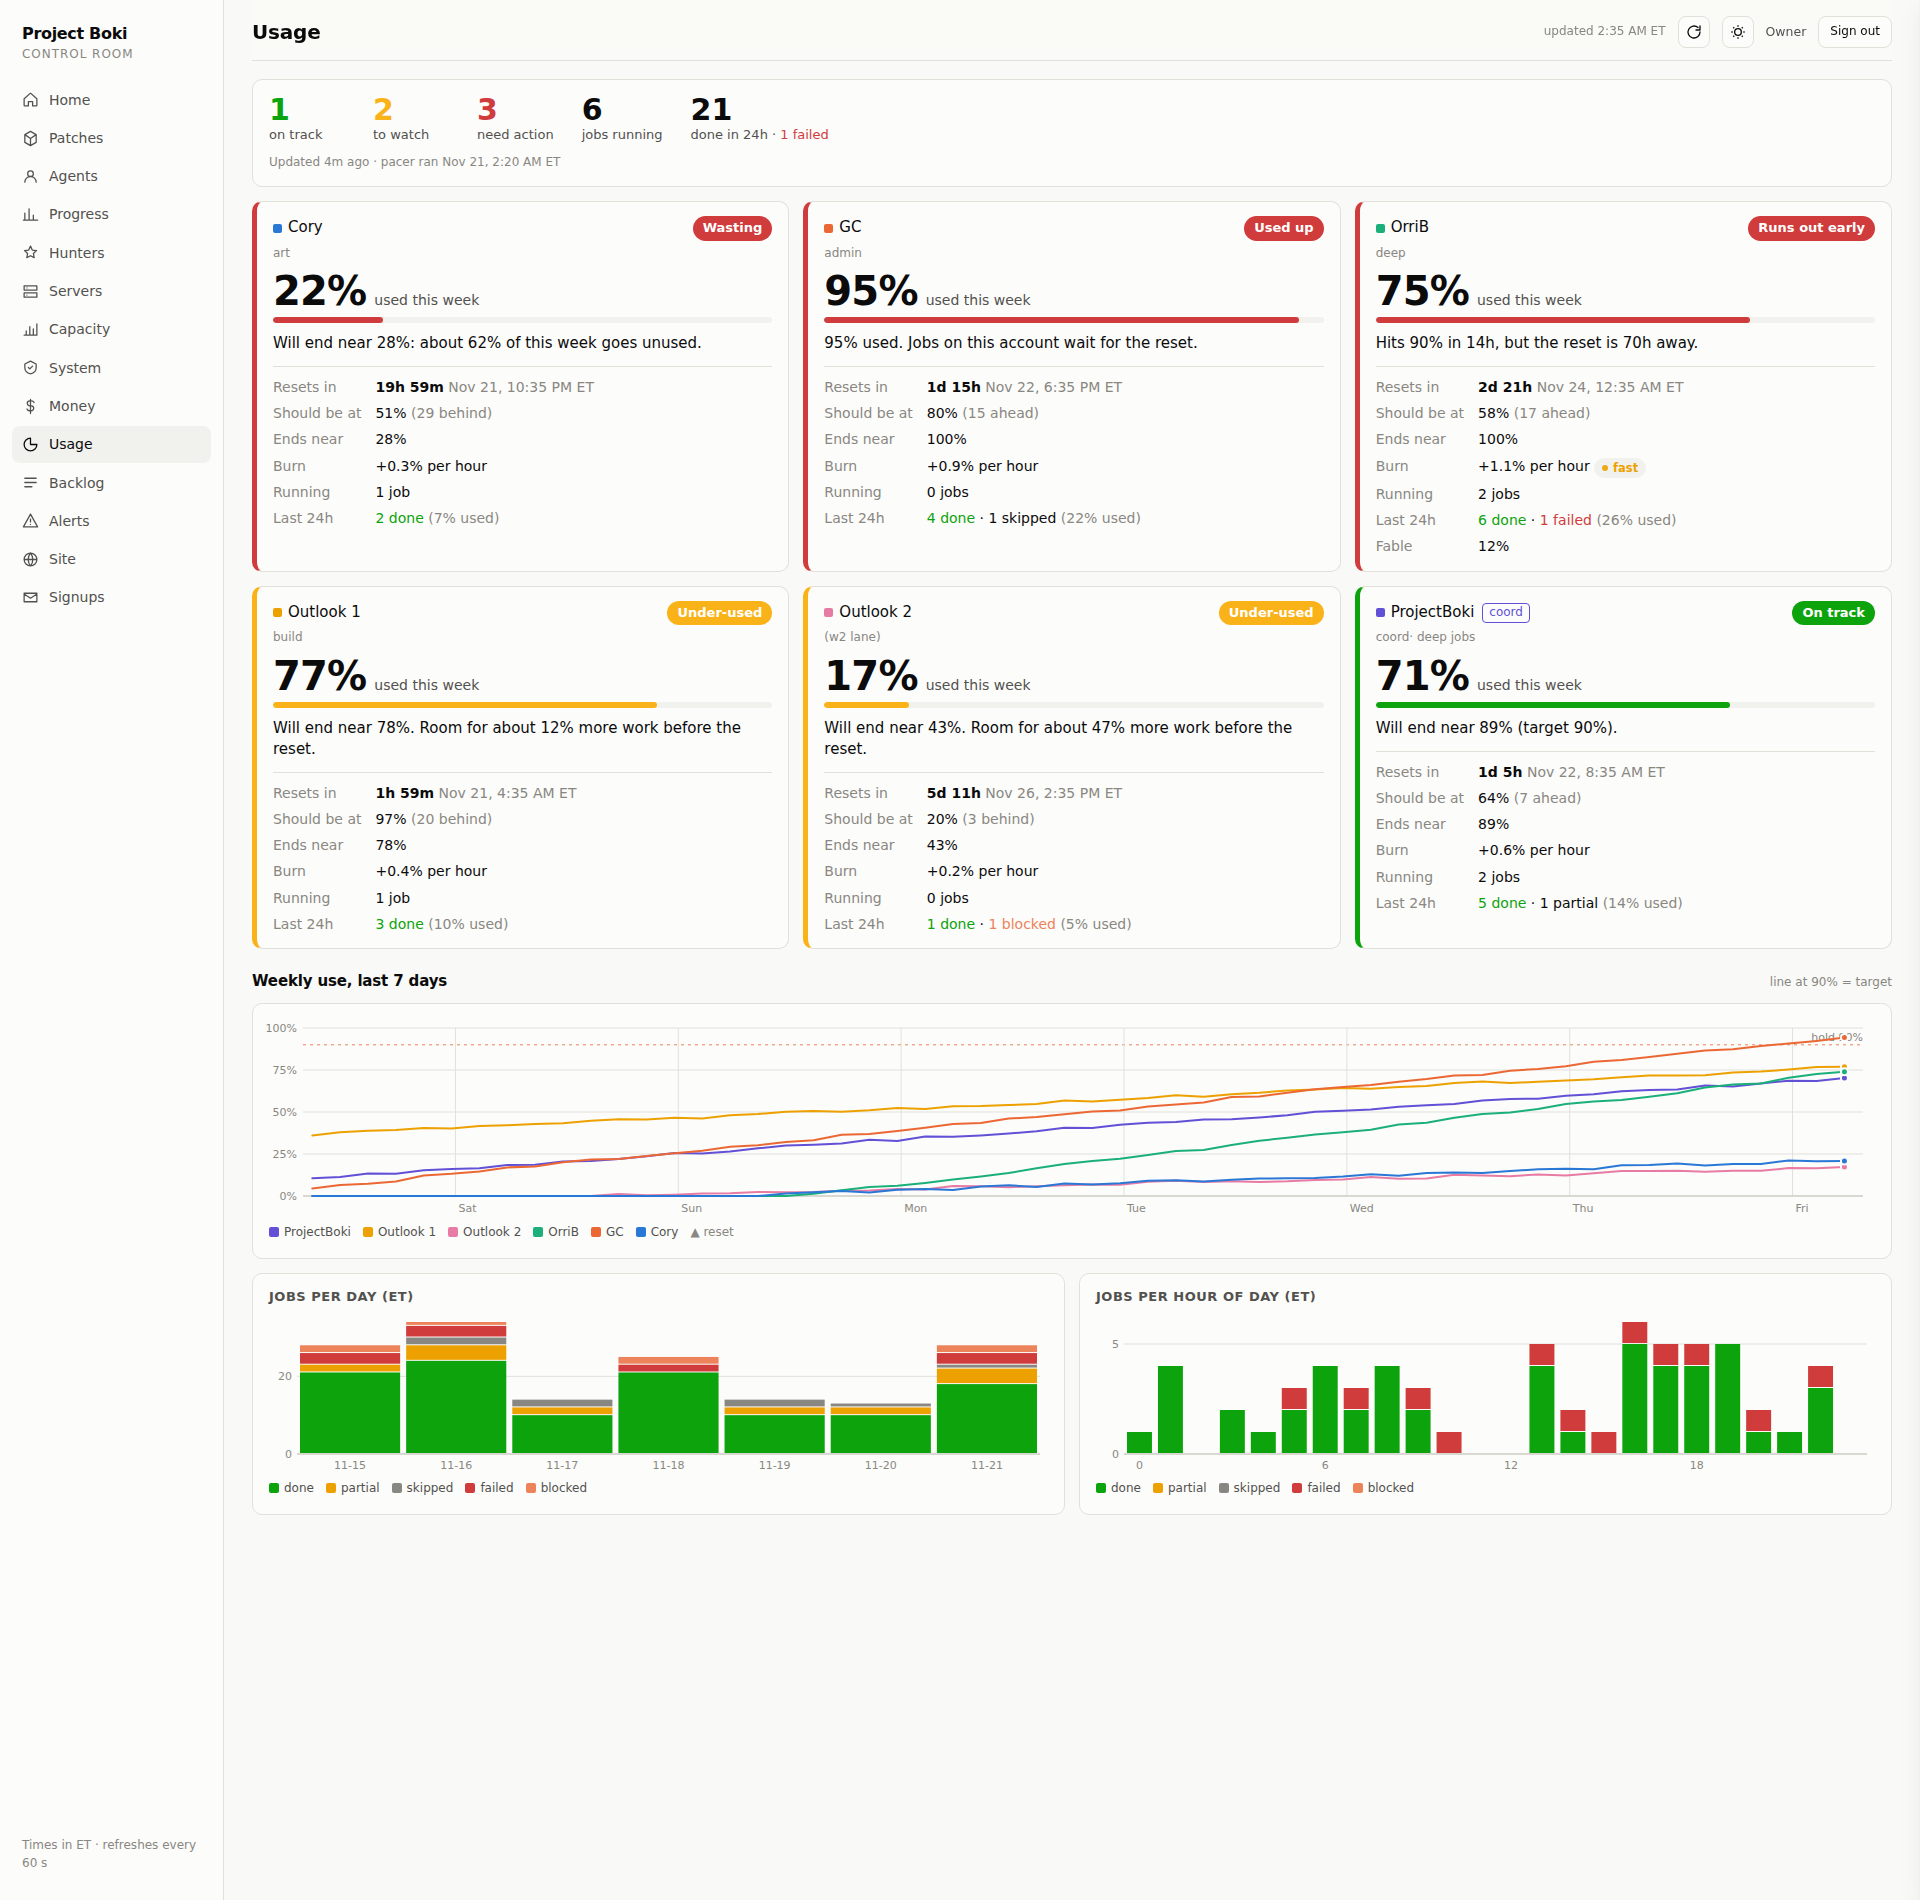 Project Boki
CONTROL ROOM
Home
Patches
Agents
Progress
Hunters
Servers
Capacity
System
Money
Usage
Backlog
Alerts
Site
Signups
Times in ET · refreshes every
60 s
Usage
updated 2:35 AM ET
Owner
Sign out
1
on track
2
to watch
3
need action
6
jobs running
21
done in 24h · 1 failed
Updated 4m ago · pacer ran Nov 21, 2:20 AM ET
Cory
Wasting
art
22% used this week
Will end near 28%: about 62% of this week goes unused.
Resets in 19h 59m Nov 21, 10:35 PM ET
Should be at 51% (29 behind)
Ends near 28%
Burn +0.3% per hour
Running 1 job
Last 24h 2 done (7% used)
GC
Used up
admin
95% used this week
95% used. Jobs on this account wait for the reset.
Resets in 1d 15h Nov 22, 6:35 PM ET
Should be at 80% (15 ahead)
Ends near 100%
Burn +0.9% per hour
Running 0 jobs
Last 24h 4 done · 1 skipped (22% used)
OrriB
Runs out early
deep
75% used this week
Hits 90% in 14h, but the reset is 70h away.
Resets in 2d 21h Nov 24, 12:35 AM ET
Should be at 58% (17 ahead)
Ends near 100%
Burn +1.1% per hour fast
Running 2 jobs
Last 24h 6 done · 1 failed (26% used)
Fable 12%
Outlook 1
Under-used
build
77% used this week
Will end near 78%. Room for about 12% more work before the
reset.
Resets in 1h 59m Nov 21, 4:35 AM ET
Should be at 97% (20 behind)
Ends near 78%
Burn +0.4% per hour
Running 1 job
Last 24h 3 done (10% used)
Outlook 2
Under-used
(w2 lane)
17% used this week
Will end near 43%. Room for about 47% more work before the
reset.
Resets in 5d 11h Nov 26, 2:35 PM ET
Should be at 20% (3 behind)
Ends near 43%
Burn +0.2% per hour
Running 0 jobs
Last 24h 1 done · 1 blocked (5% used)
ProjectBoki coord
On track
coord· deep jobs
71% used this week
Will end near 89% (target 90%).
Resets in 1d 5h Nov 22, 8:35 AM ET
Should be at 64% (7 ahead)
Ends near 89%
Burn +0.6% per hour
Running 2 jobs
Last 24h 5 done · 1 partial (14% used)
Weekly use, last 7 days
line at 90% = target
100%
75%
50%
25%
0%
hold
Sat Sun Mon Tue Wed Thu Fri
ProjectBoki Outlook 1 Outlook 2 OrriB GC Cory ▲ reset
JOBS PER DAY (ET)
20
0
11-15 11-16 11-17 11-18 11-19 11-20 11-21
done partial skipped failed blocked
JOBS PER HOUR OF DAY (ET)
5
0
0 6 12 18
done partial skipped failed blocked